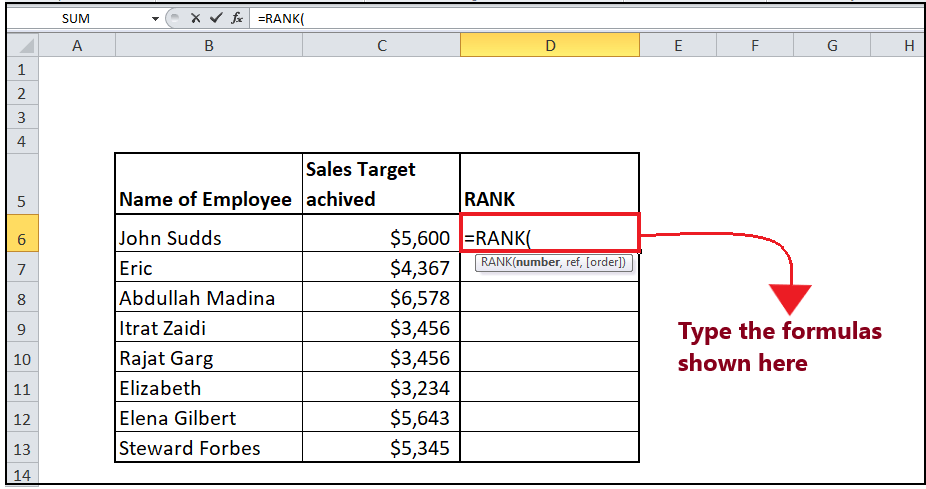 SUM =RANK(
A B C D E F G H
1
2
3
4
Sales Target
5 Name of Employee achived RANK
6 John Sudds $5,600 =RANK(
RANK(number, ref, [order])
7 Eric $4,367
8 Abdullah Madina $6,578
9 Itrat Zaidi $3,456
10 Rajat Garg $3,456
11 Elizabeth $3,234
12 Elena Gilbert $5,643
13 Steward Forbes $5,345
14
Type the formulas
shown here